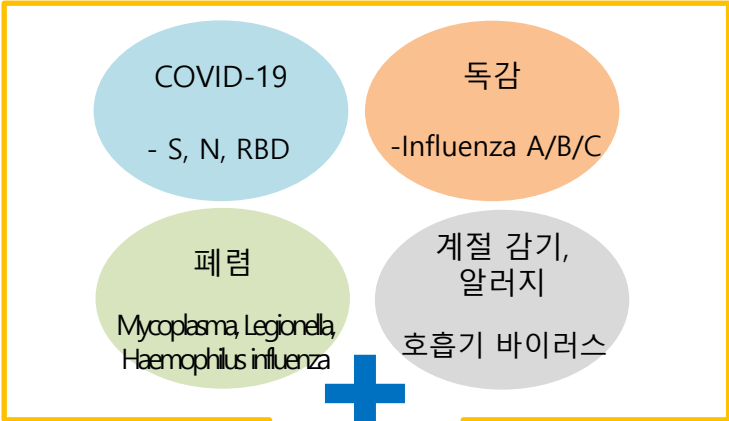 COVID-19
- S, N, RBD
독감
-Influenza A/B/C
폐렴
Mycoplasma, Legionella,
Haemophilus influenza
계절 감기,
알러지
호흡기 바이러스